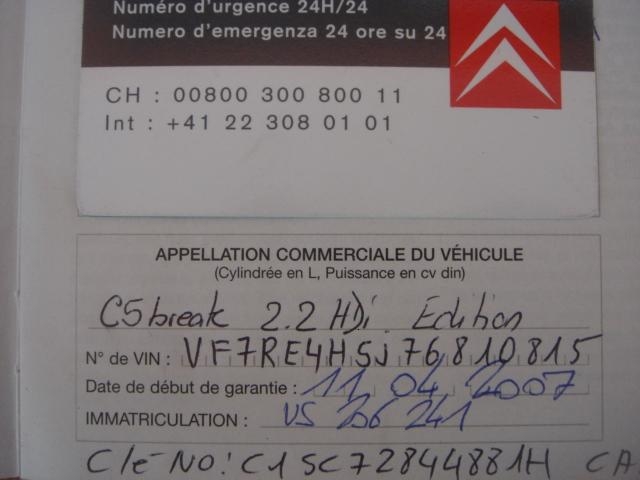 Numéro d'urgence 24H/24
Numero d'emergenza 24 ore su 24
CH : 00800 300 800 11
Int : +41 22 308 01 01
APPELLATION COMMERCIALE DU VÉHICULE
(Cylindrée en L, Puissance en cv din)
C5 break 2.2 HDi Edition
N° de VIN : VF7RE4HSJ76810815
Date de début de garantie : 11 04 2007
IMMATRICULATION : VS 206 241
Clé No: C1SC72844881H CA